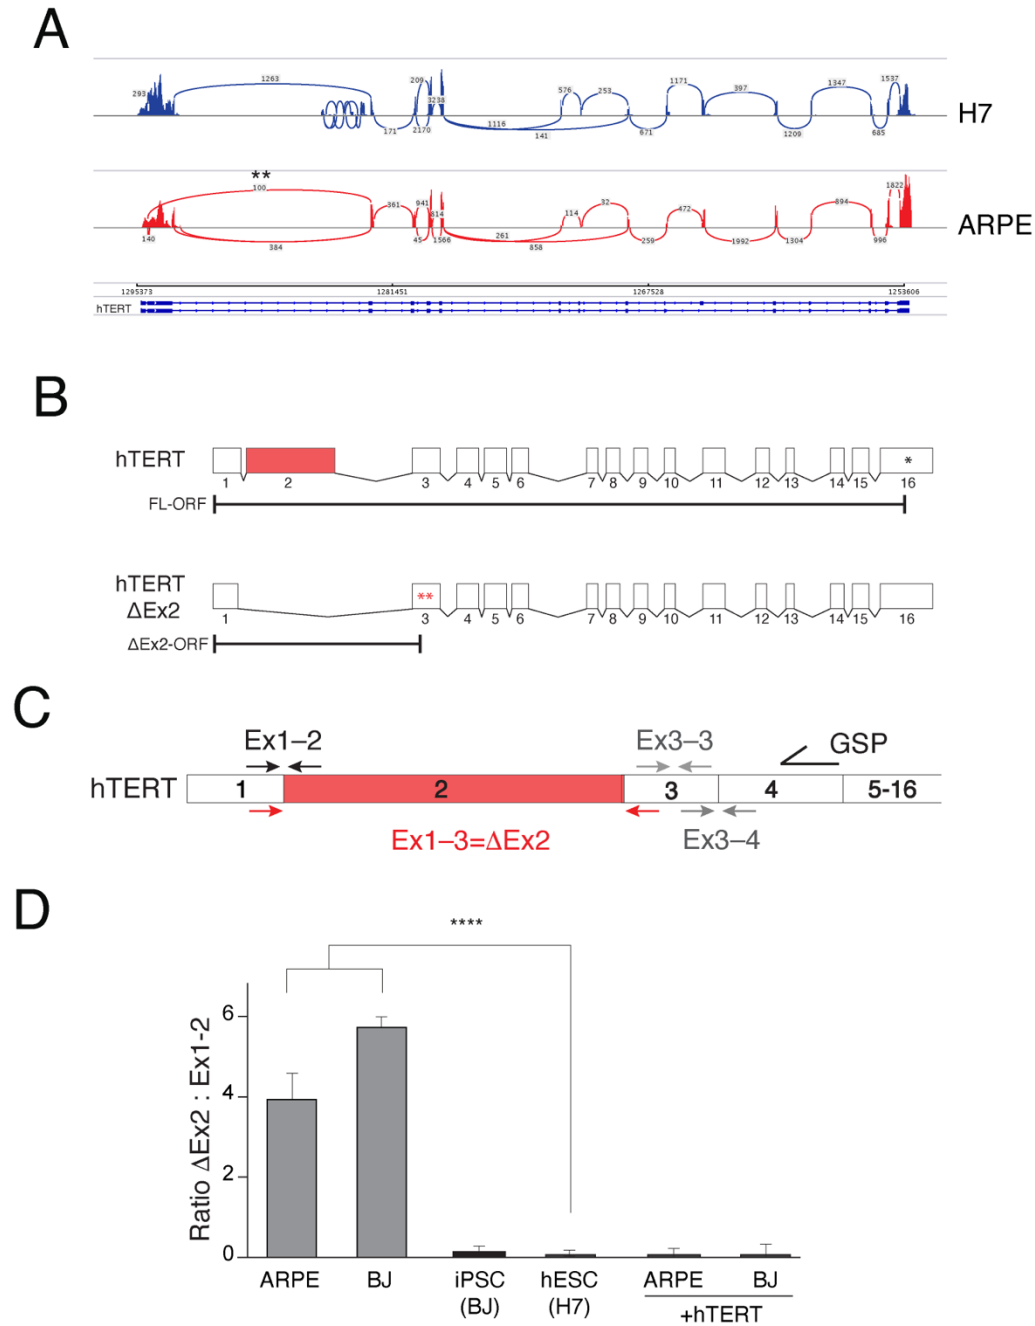 A
1263
293
209
3238
171
2170
1116
141
576
253
671
1171
397
1209
1347
1537
685
H7
**
100
140
384
361
941
814
45
1566
261
858
114
32
259
472
1992
1304
894
1822
996
ARPE
1295373 1281451 1267528 1253606
hTERT
B
hTERT
*
1 2 3 4 5 6 7 8 9 10 11 12 13 14 15 16
FL-ORF
hTERT
ΔEx2
**
1 3 4 5 6 7 8 9 10 11 12 13 14 15 16
ΔEx2-ORF
C
Ex1–2 Ex3–3 GSP
hTERT 1 2 3 4 5-16
Ex1–3=ΔEx2 Ex3–4
D
****
Ratio ΔEx2 : Ex1-2
6
4
2
0
ARPE BJ iPSC hESC ARPE BJ
(BJ) (H7) +hTERT